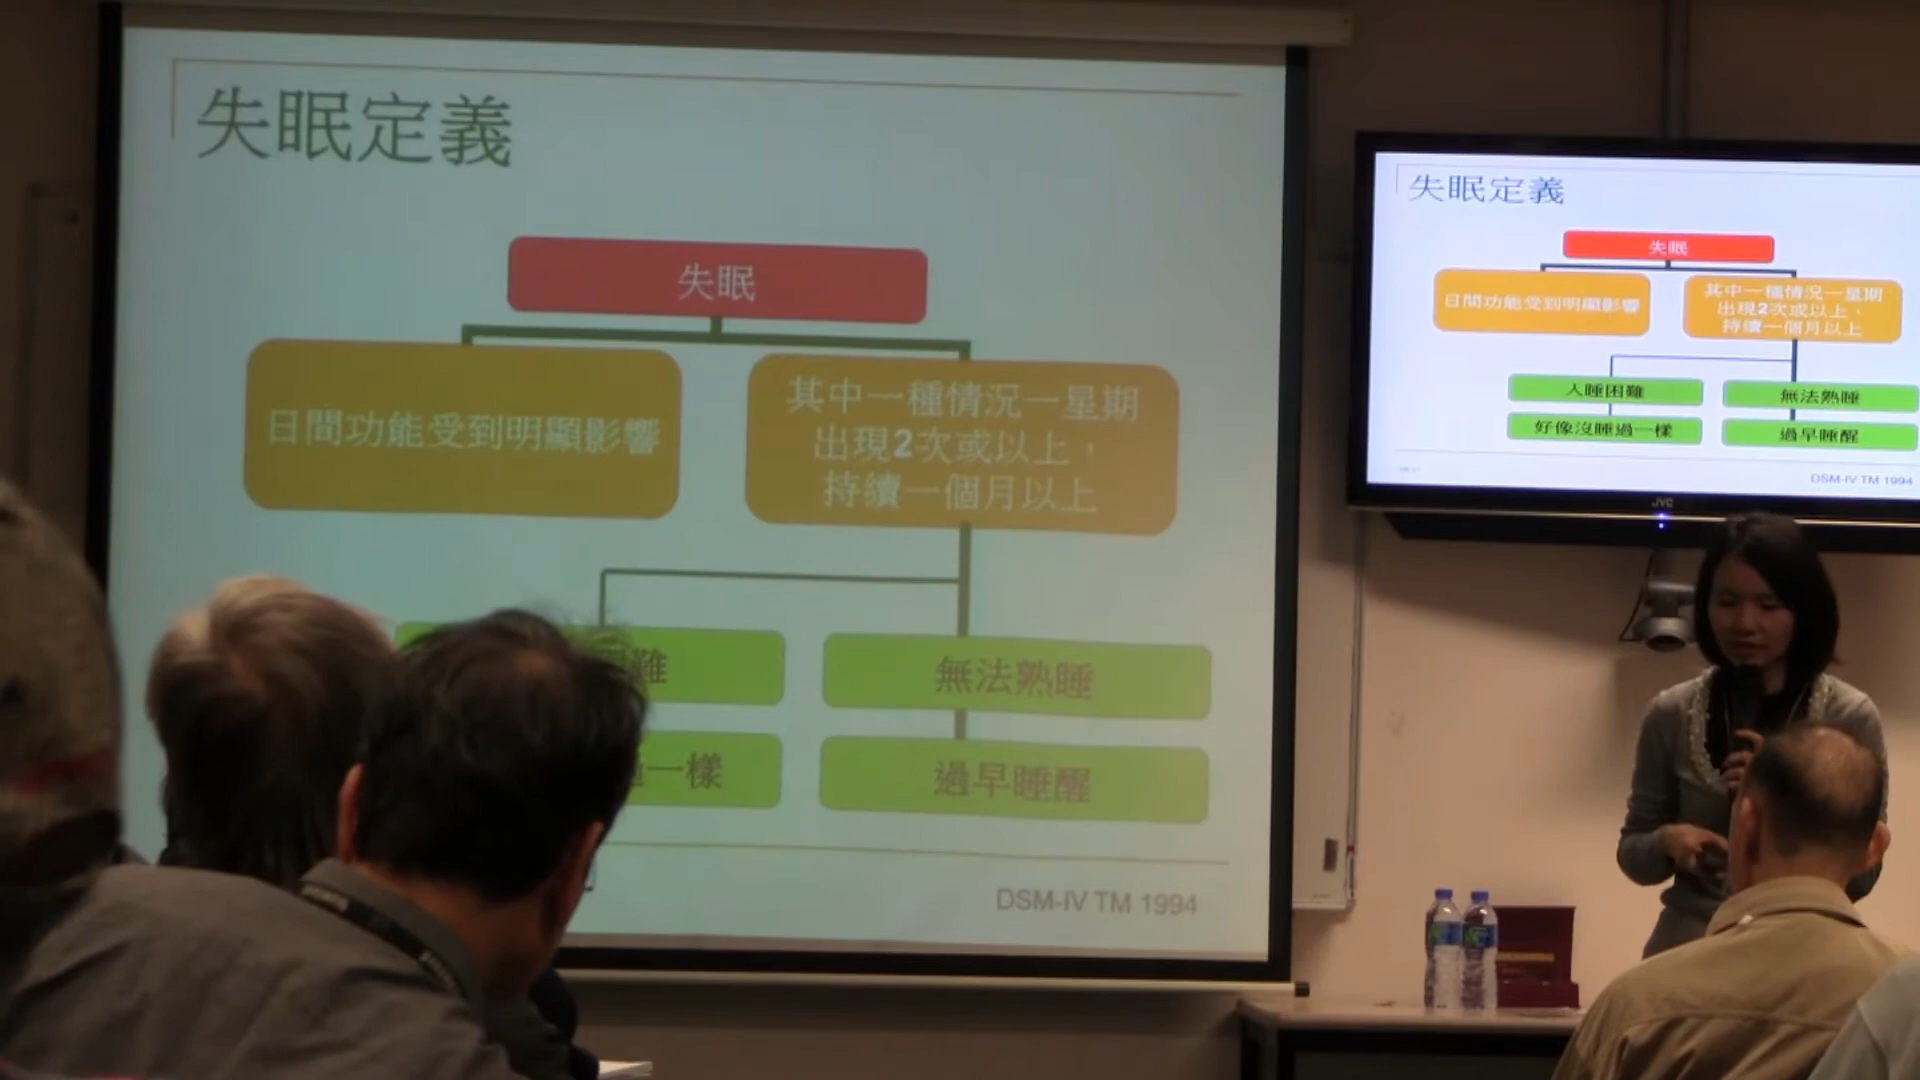 失眠定義
失眠
日間功能受到明顯影響
其中一種情況一星期
出現2次或以上，
持續一個月以上
難
無法熟睡
一樣
過早睡醒
DSM-IV TM 1994
失眠定義
失眠
日間功能受到明顯影響
其中一種情況一星期
出現2次或以上，
持續一個月以上
入睡困難
無法熟睡
好像沒睡過一樣
過早睡醒
DSM-IV TM 1994
JVC